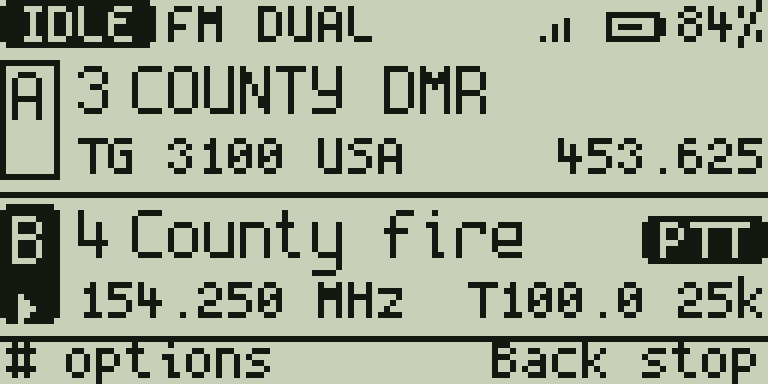 IDLE FM DUAL 84%
A 3 COUNTY DMR
TG 3100 USA 453.625
B 4 County fire PTT
154.250 MHz T100.0 25k
# options Back stop